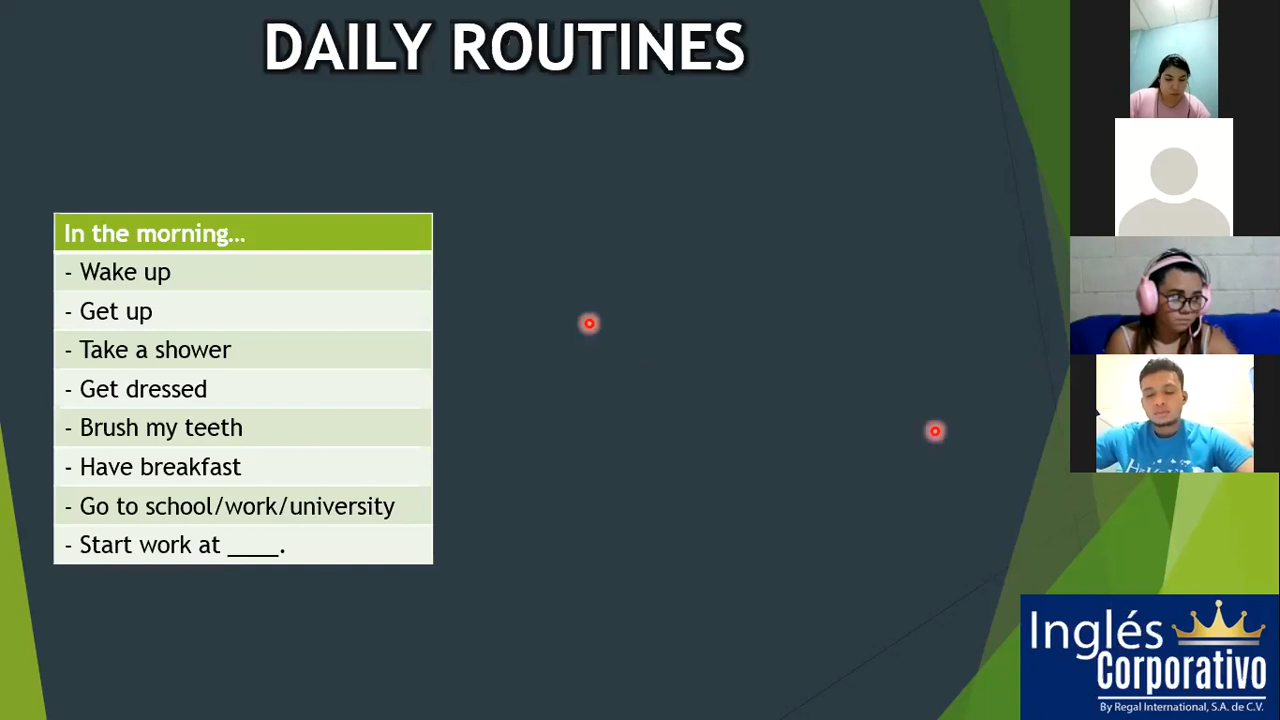 DAILY ROUTINES
In the morning…
- Wake up
- Get up
- Take a shower
- Get dressed
- Brush my teeth
- Have breakfast
- Go to school/work/university
- Start work at ____.
Inglés
Corporativo
By Regal International, S.A. de C.V.